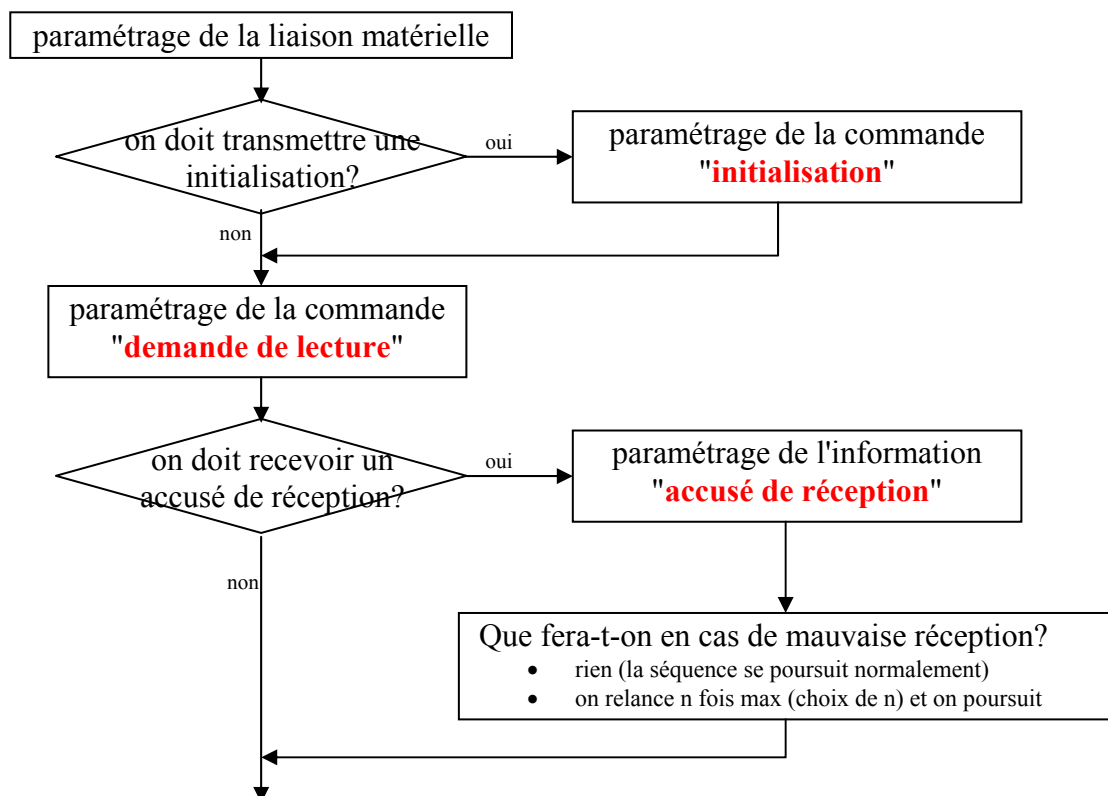 paramétrage de la liaison matérielle
on doit transmettre une
initialisation?
oui
paramétrage de la commande
"initialisation"
non
paramétrage de la commande
"demande de lecture"
on doit recevoir un
accusé de réception?
oui
paramétrage de l'information
"accusé de réception"
non
Que fera-t-on en cas de mauvaise réception?
• rien (la séquence se poursuit normalement)
• on relance n fois max (choix de n) et on poursuit